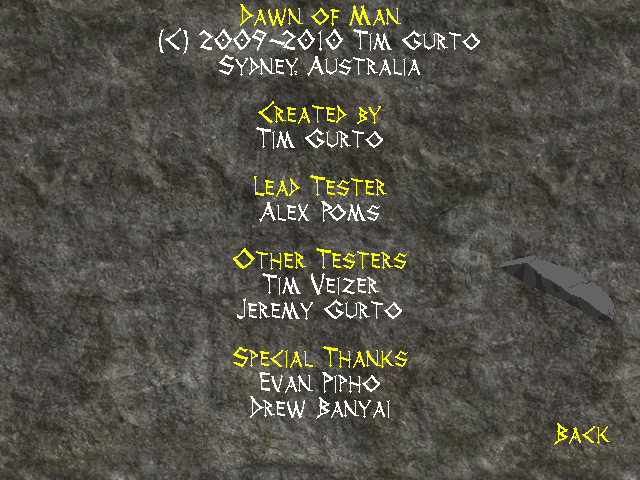 Dawn of Man
(C) 2009-2010 Tim Gurto
Sydney, Australia
Created by
Tim Gurto
Lead Tester
Alex Poms
Other Testers
Tim Veizer
Jeremy Gurto
Special Thanks
Evan Pipho
Drew Banyai
Back